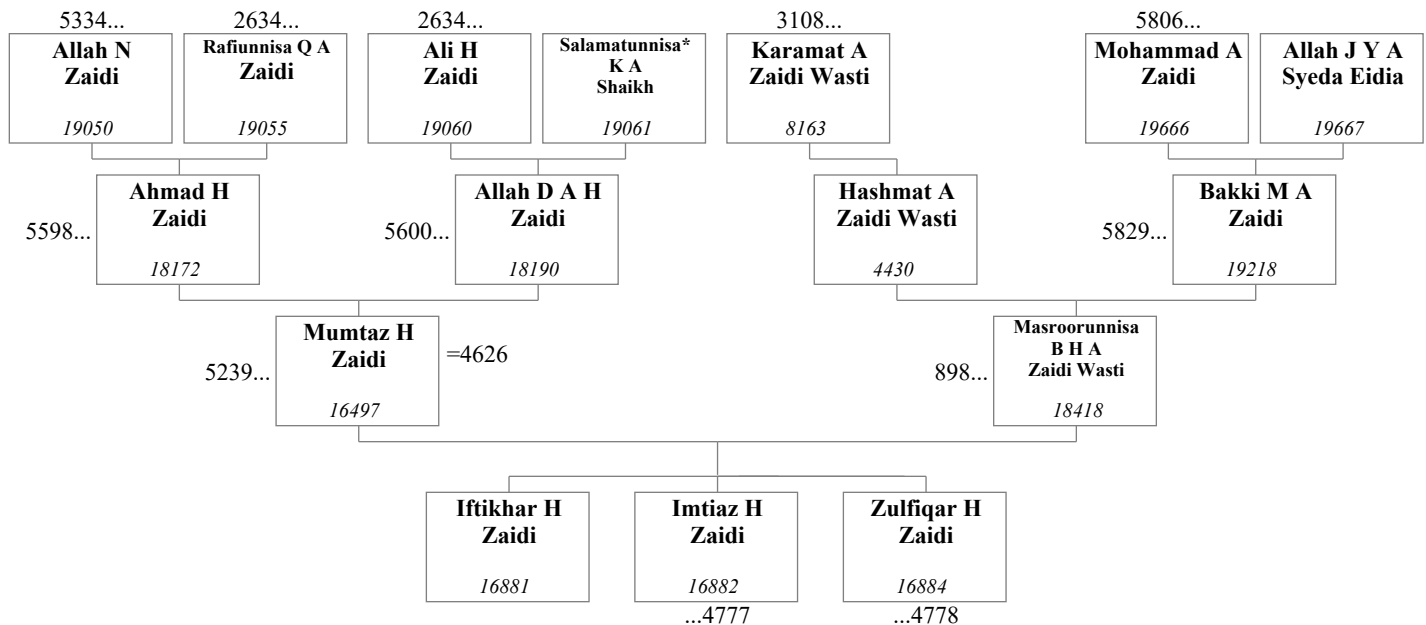 5334...
2634...
2634...
3108...
5806...
Allah N
Zaidi
19050
Rafiunnisa Q A
Zaidi
19055
Ali H
Zaidi
19060
Salamatunnisa*
K A
Shaikh
19061
Karamat A
Zaidi Wasti
8163
Mohammad A
Zaidi
19666
Allah J Y A
Syeda Eidia
19667
5598...
Ahmad H
Zaidi
18172
5600...
Allah D A H
Zaidi
18190
Hashmat A
Zaidi Wasti
4430
5829...
Bakki M A
Zaidi
19218
5239...
Mumtaz H
Zaidi
16497
=4626
898...
Masroorunnisa
B H A
Zaidi Wasti
18418
Iftikhar H
Zaidi
16881
Imtiaz H
Zaidi
16882
...4777
Zulfiqar H
Zaidi
16884
...4778